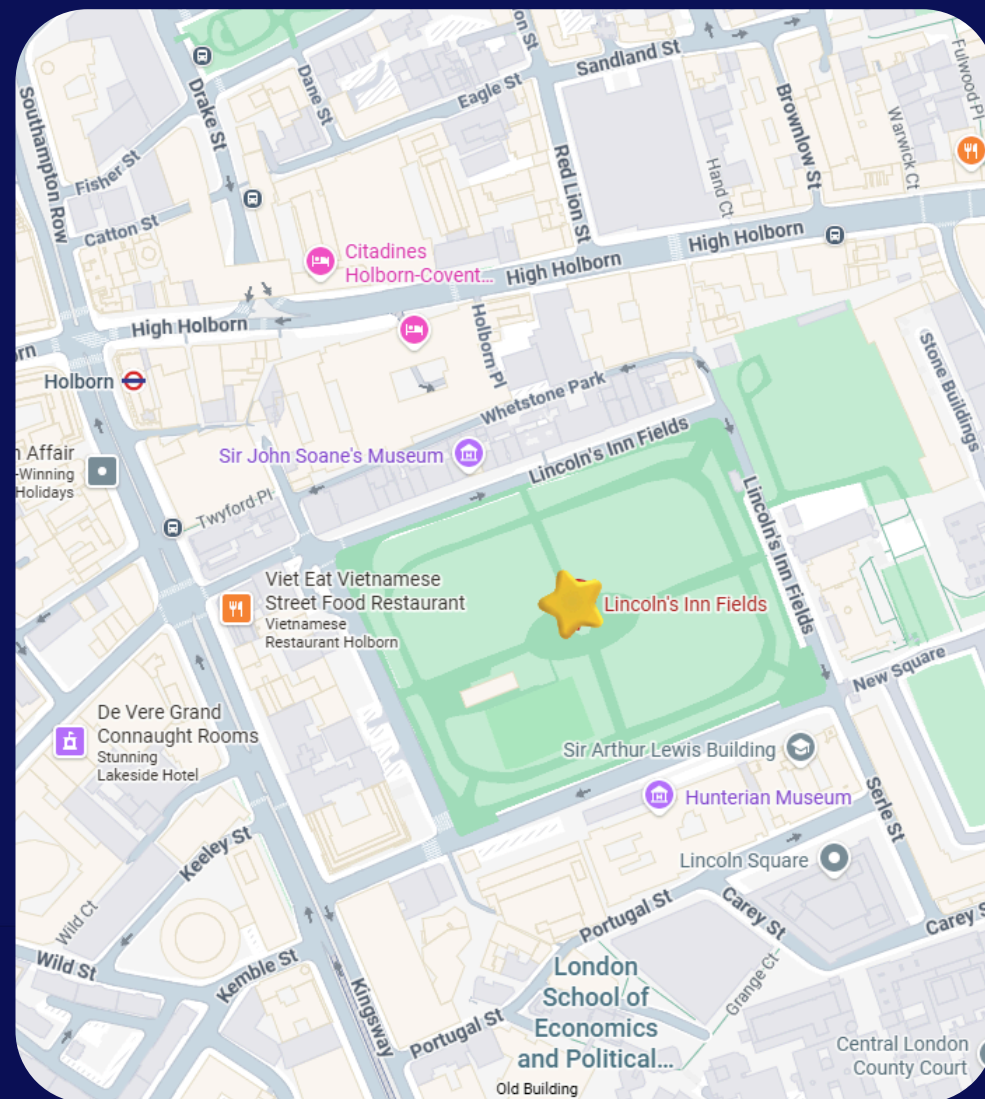 on St
Sandland St
Fulwood Pl
Dane St
Eagle St
Drake St
Southampton Row
Brownlow St
Warwick Ct
Red Lion St
Hand Ct
Fisher St
Catton St
Citadines
Holborn-Covent...
High Holborn
High Holborn
High Holborn
orn
Holborn Pl
Holborn
Stone Buildings
Whetstone Park
n Affair
-Winning
Holidays
Sir John Soane's Museum
Lincoln's Inn Fields
Twyford Pl
Lincoln's Inn Fields
Viet Eat Vietnamese
Street Food Restaurant
Vietnamese
Restaurant Holborn
Lincoln's Inn Fields
New Square
De Vere Grand
Connaught Rooms
Stunning
Lakeside Hotel
Sir Arthur Lewis Building
Hunterian Museum
Serle St
Keeley St
Lincoln Square
Wild Ct
Portugal St
Carey St
Carey S
Wild St
Kemble St
Kingsway
Grange Ct
London
School of
Economics
and Political...
Portugal St
Old Building
Central London
County Court